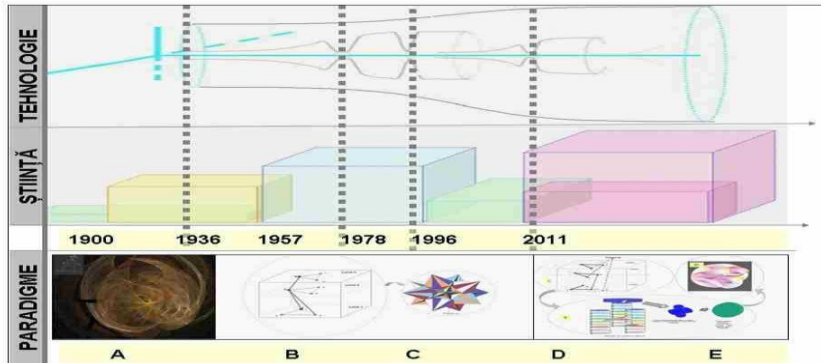 TEHNOLOGIE
ȘTIINȚĂ
1900 1936 1957 1978 1996 2011
PARADIGME
A B C D E